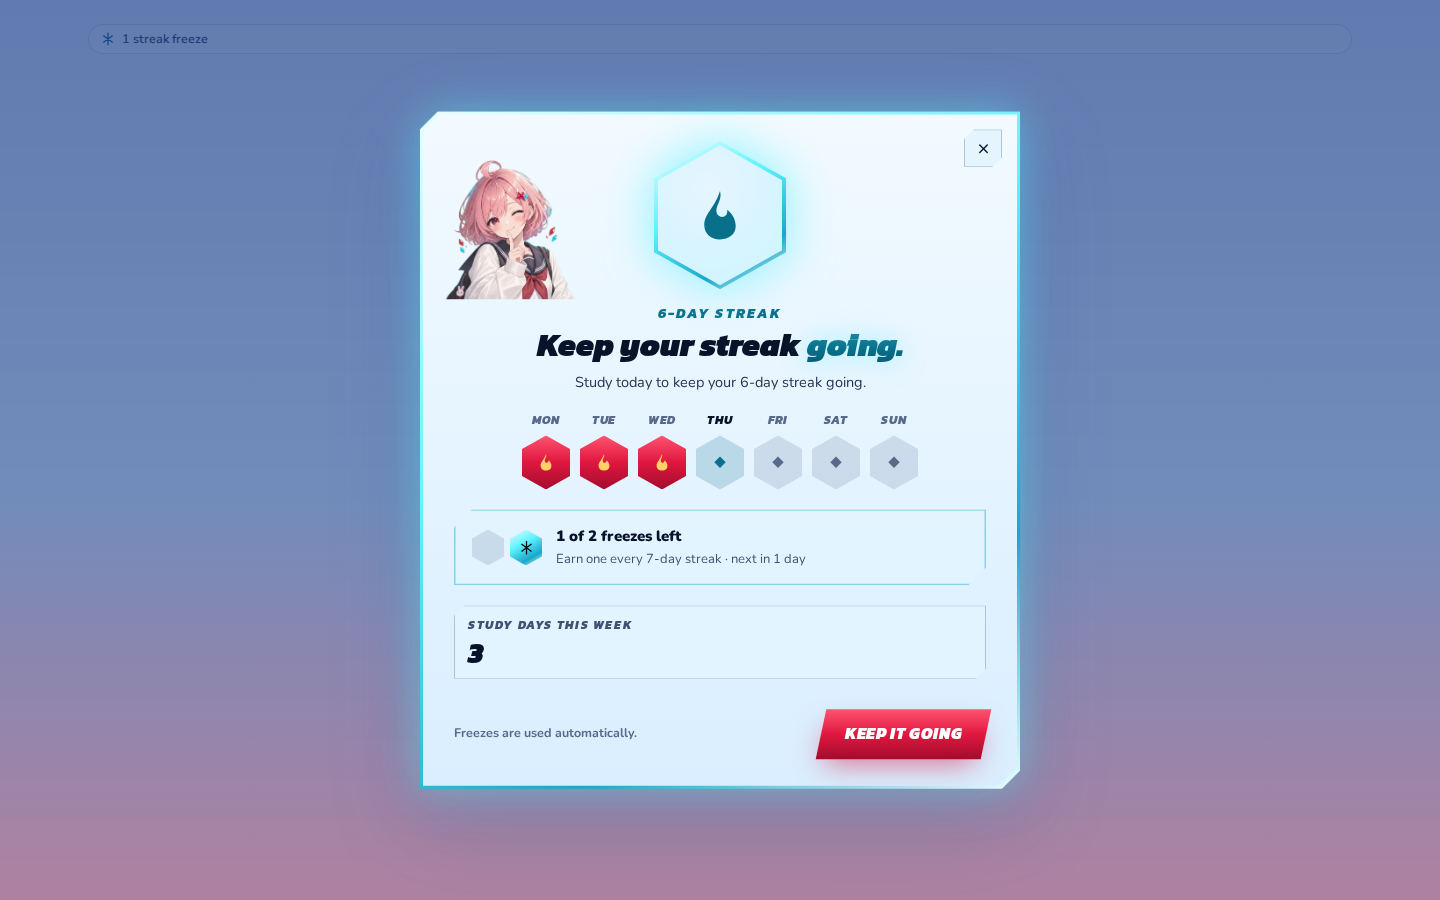 1 streak freeze
×
6-DAY STREAK
Keep your streak going.
Study today to keep your 6-day streak going.
MON TUE WED THU FRI SAT SUN
1 of 2 freezes left
Earn one every 7-day streak · next in 1 day
STUDY DAYS THIS WEEK
3
Freezes are used automatically.
KEEP IT GOING